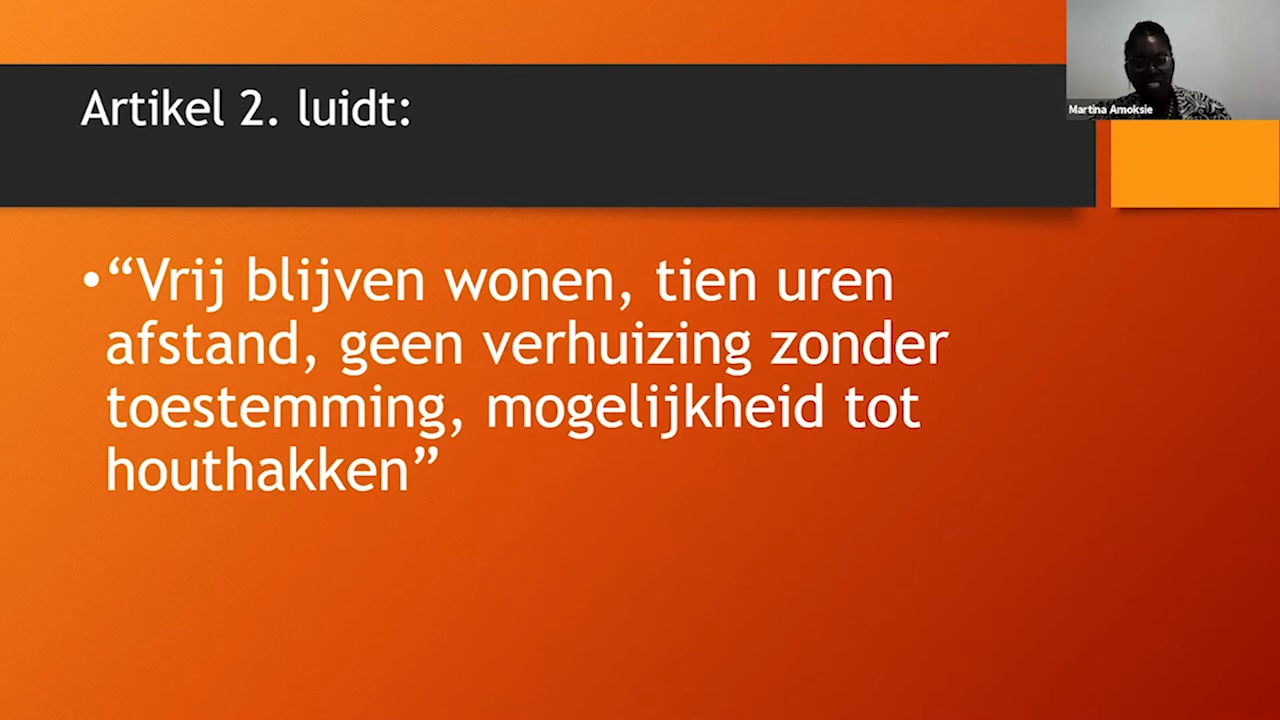 Artikel 2. luidt:
Martina Amoksie
•“Vrij blijven wonen, tien uren
afstand, geen verhuizing zonder
toestemming, mogelijkheid tot
houthakken”